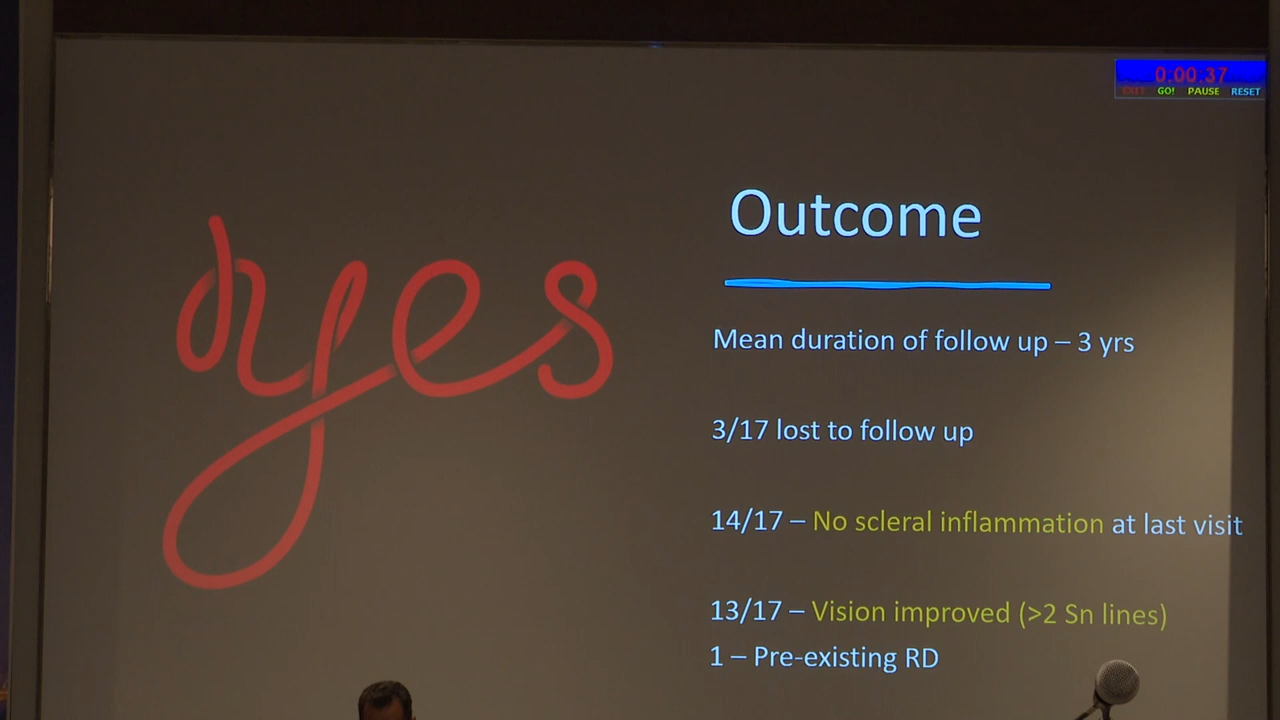 0:00:37
EXIT GO! PAUSE RESET
yes
Outcome
Mean duration of follow up – 3 yrs
3/17 lost to follow up
14/17 – No scleral inflammation at last visit
13/17 – Vision improved (>2 Sn lines)
1 – Pre-existing RD